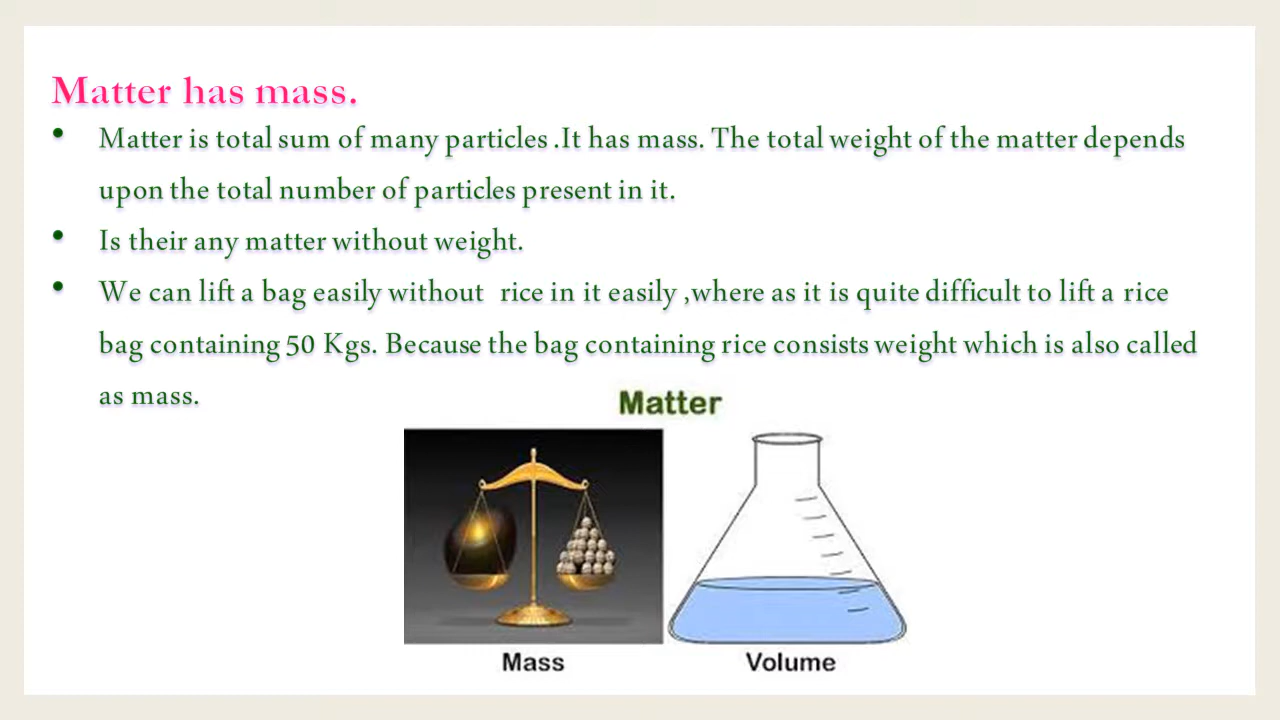 Matter has mass.
• Matter is total sum of many particles .It has mass. The total weight of the matter depends
upon the total number of particles present in it.
• Is their any matter without weight.
• We can lift a bag easily without rice in it easily ,where as it is quite difficult to lift a rice
bag containing 50 Kgs. Because the bag containing rice consists weight which is also called
as mass.
Matter
Mass
Volume